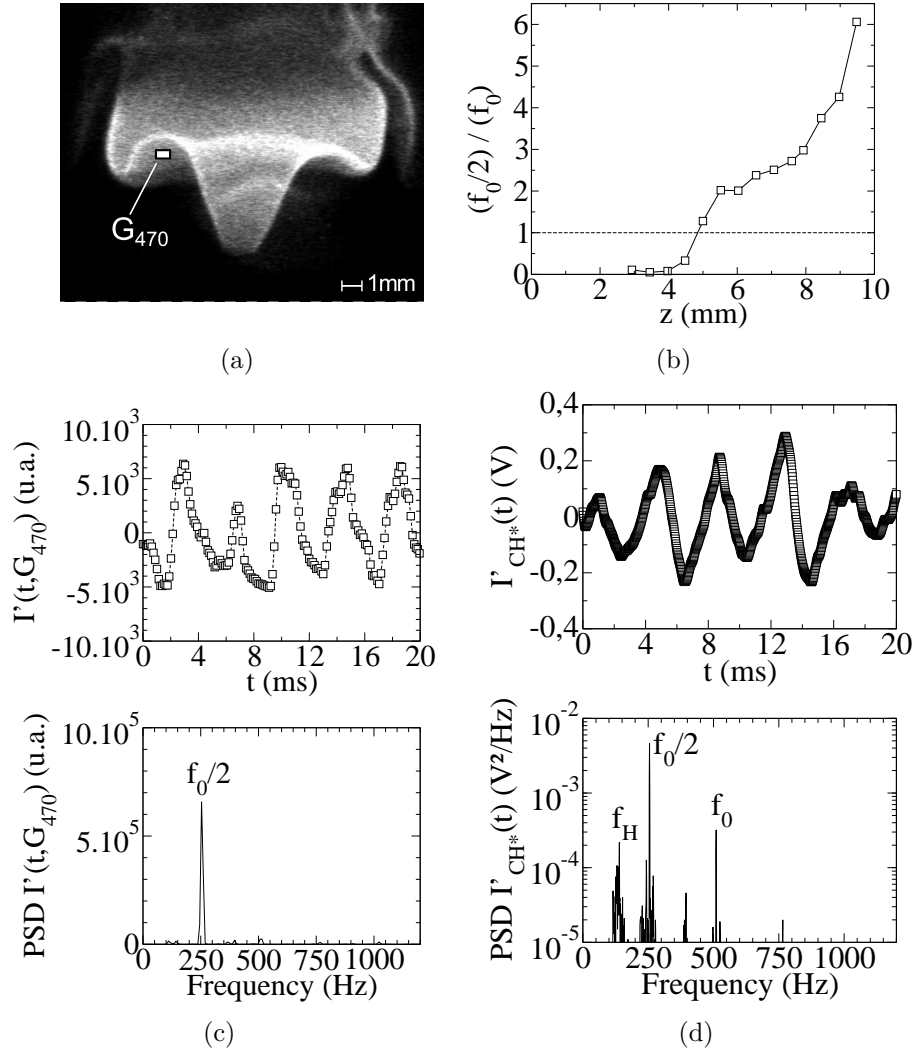 G470
1mm
(a)
(f0/2) / (f0)
6
5
4
3
2
1
0
0 2 4 6 8 10
z (mm)
(b)
I'(t,G470) (u.a.)
10.10³
5.10³
0
-5.10³
-10.10³
0 4 8 12 16 20
t (ms)
I'CH*(t) (V)
0,4
0,2
0
-0,2
-0,4
0 4 8 12 16 20
t (ms)
PSD I'(t,G470) (u.a.)
10.10⁵
5.10⁵
0
f0/2
0 250 500 750 1000
Frequency (Hz)
(c)
PSD I'CH*(t) (V²/Hz)
10⁻²
10⁻³
10⁻⁴
10⁻⁵
fH
f0/2
f0
0 250 500 750 1000
Frequency (Hz)
(d)